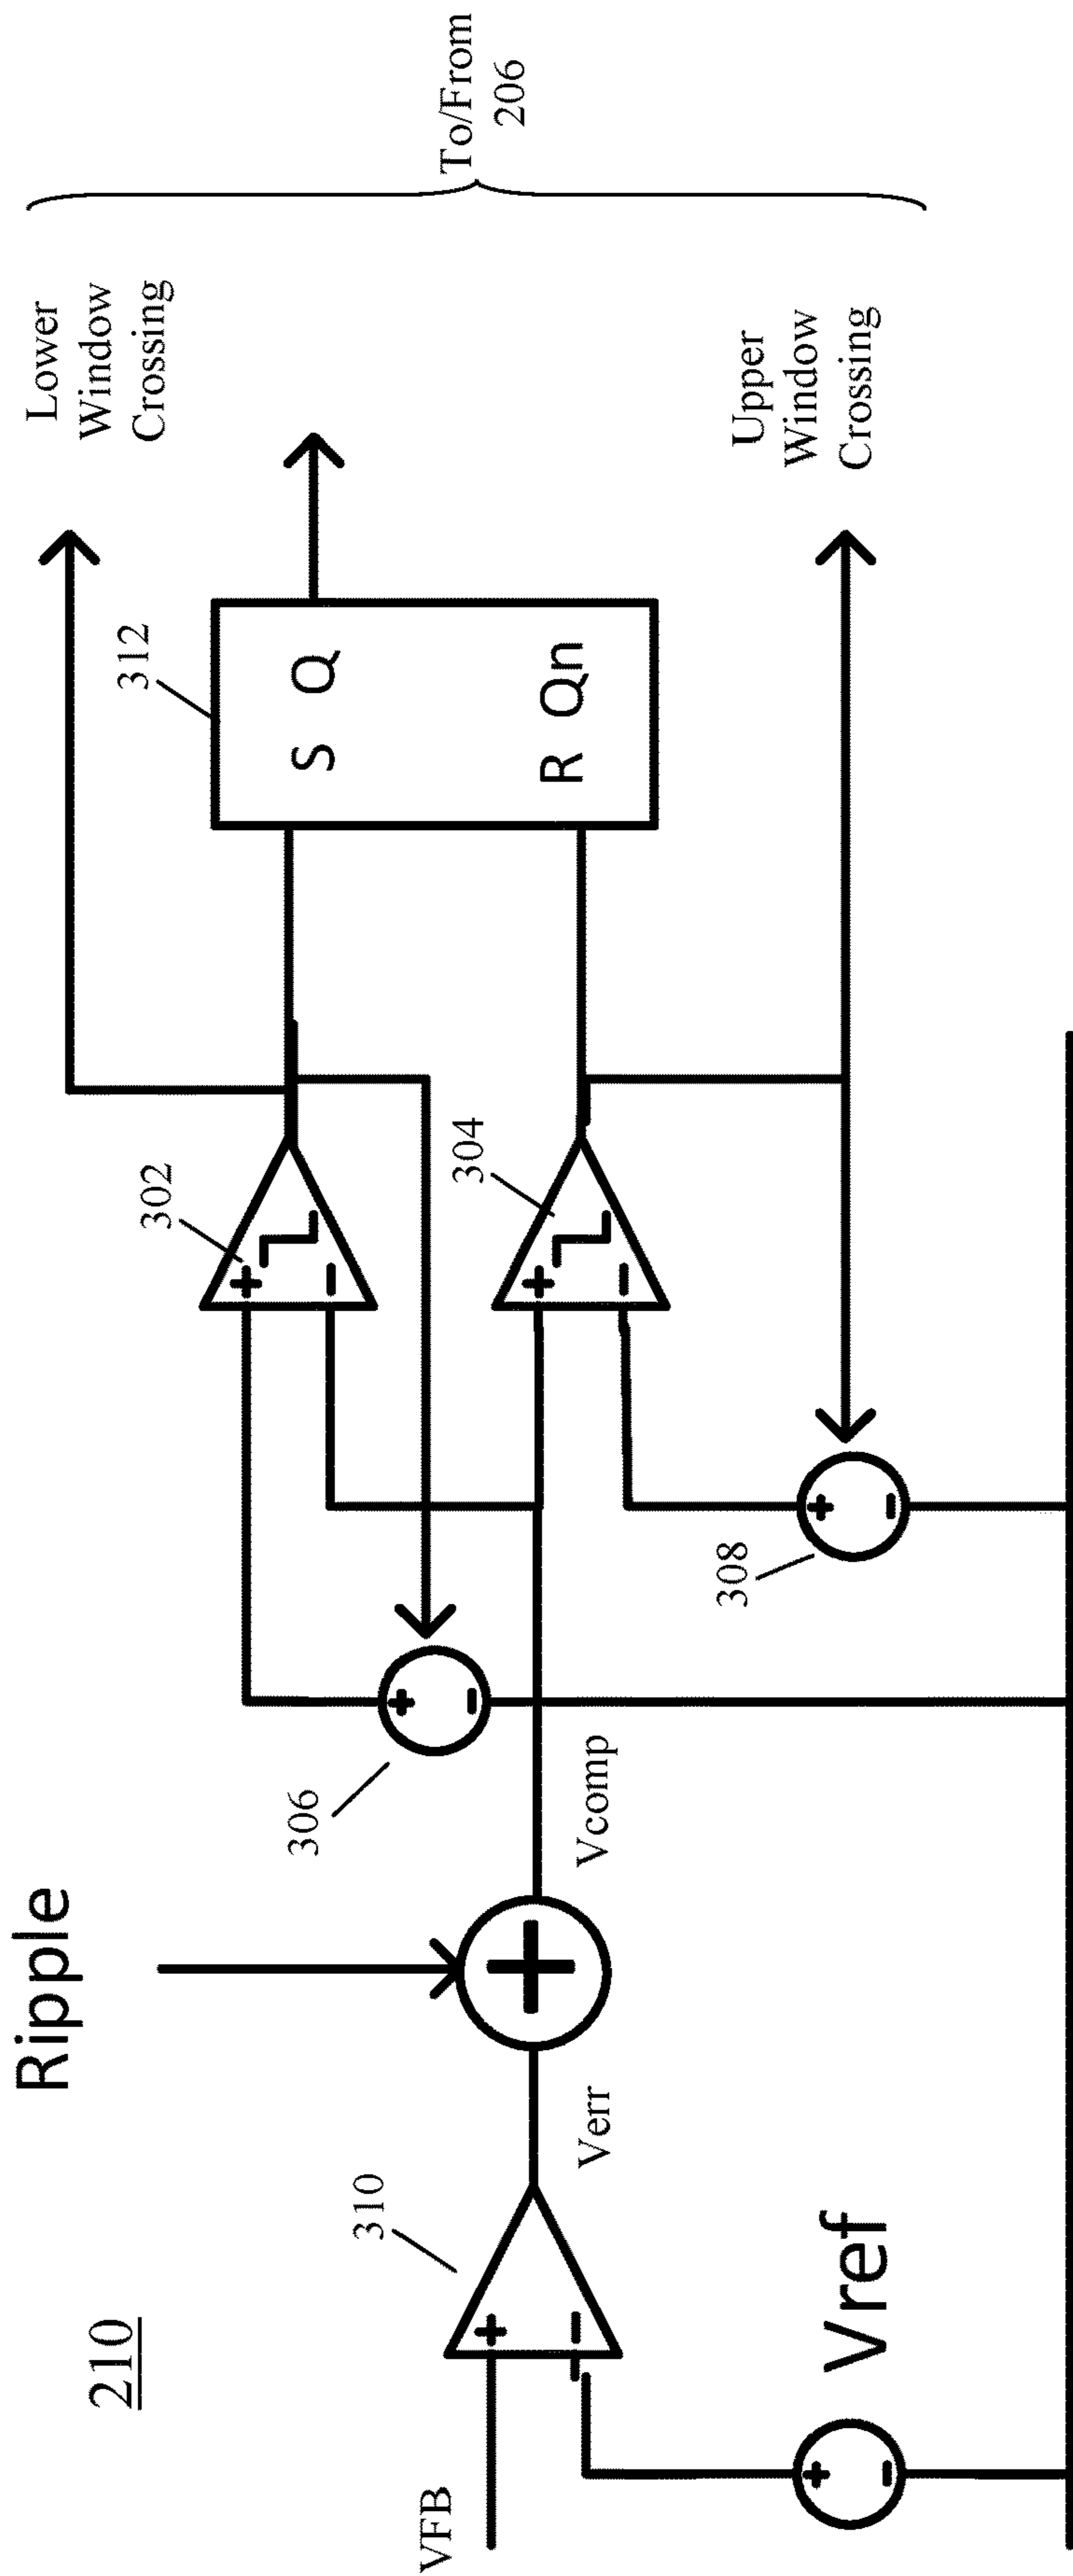 210
VFB
+
−
310
Vref
+
−
Verr
Ripple
+
Vcomp
306
+
−
308
+
−
302
+
−
304
+
−
312
S Q
R Qn
Lower
Window
Crossing
Upper
Window
Crossing
To/From
206